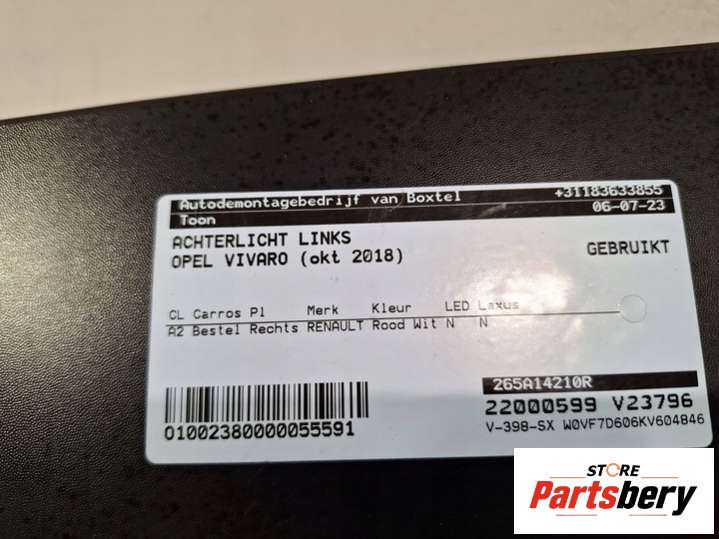 Autodemontagebedrijf van Boxtel +31183633855
Toon 06-07-23
ACHTERLICHT LINKS
OPEL VIVARO (okt 2018)
GEBRUIKT
CL Carros Pl Merk Kleur LED Laxus
A2 Bestel Rechts RENAULT Rood Wit N N
265A14210R
22000599 V23796
V-398-SX W0VF7D606KV604846
01002380000055591
STORE
Partsbery